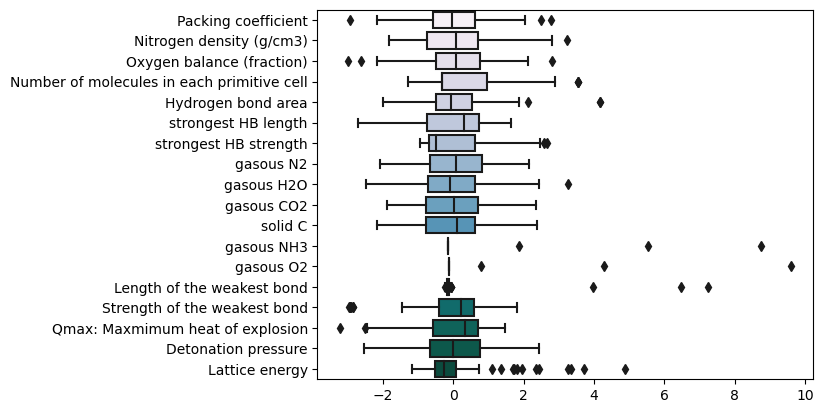 Packing coefficient
Nitrogen density (g/cm3)
Oxygen balance (fraction)
Number of molecules in each primitive cell
Hydrogen bond area
strongest HB length
strongest HB strength
gasous N2
gasous H2O
gasous CO2
solid C
gasous NH3
gasous O2
Length of the weakest bond
Strength of the weakest bond
Qmax: Maxmimum heat of explosion
Detonation pressure
Lattice energy
−2 0 2 4 6 8 10